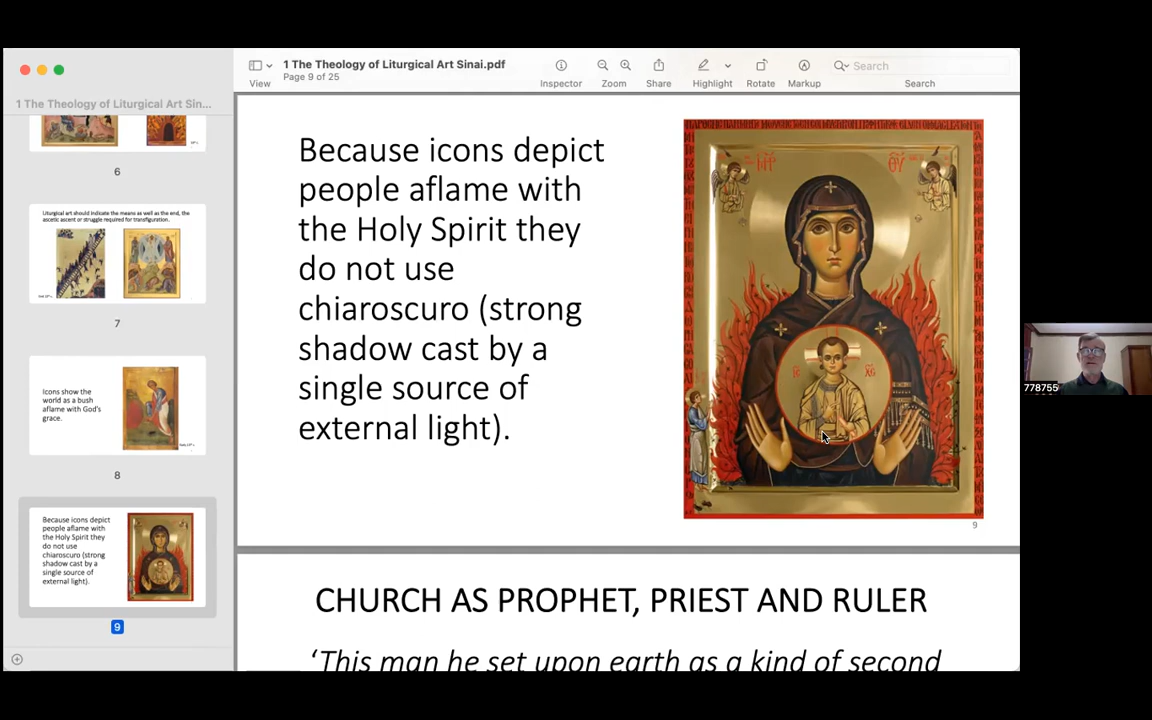 1 The Theology of Liturgical Art Sinai.pdf
Page 9 of 25
View
Inspector
Zoom
Share
Highlight
Rotate
Markup
Search
Search
1 The Theology of Liturgical Art Sin...
6
Liturgical art should indicate the means as well as the end, the
ascetic ascent or struggle required for transfiguration.
7
Icons show the
world as a bush
aflame with God's
grace.
8
Because icons depict
people aflame with
the Holy Spirit they
do not use
chiaroscuro (strong
shadow cast by a
single source of
external light).
9
Because icons depict
people aflame with
the Holy Spirit they
do not use
chiaroscuro (strong
shadow cast by a
single source of
external light).
9
CHURCH AS PROPHET, PRIEST AND RULER
‘This man he set upon earth as a kind of second
778755